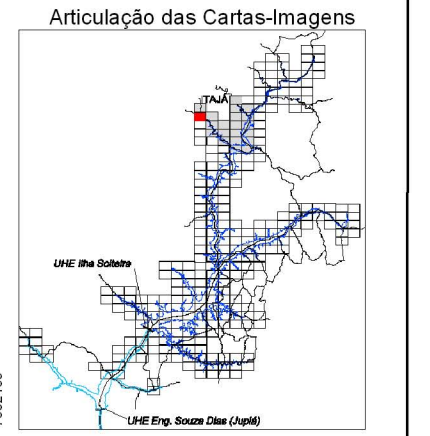 Articulação das Cartas-Imagens
TAJÁ
UHE Ilha Solteira
UHE Eng. Souza Dias (Jupiá)